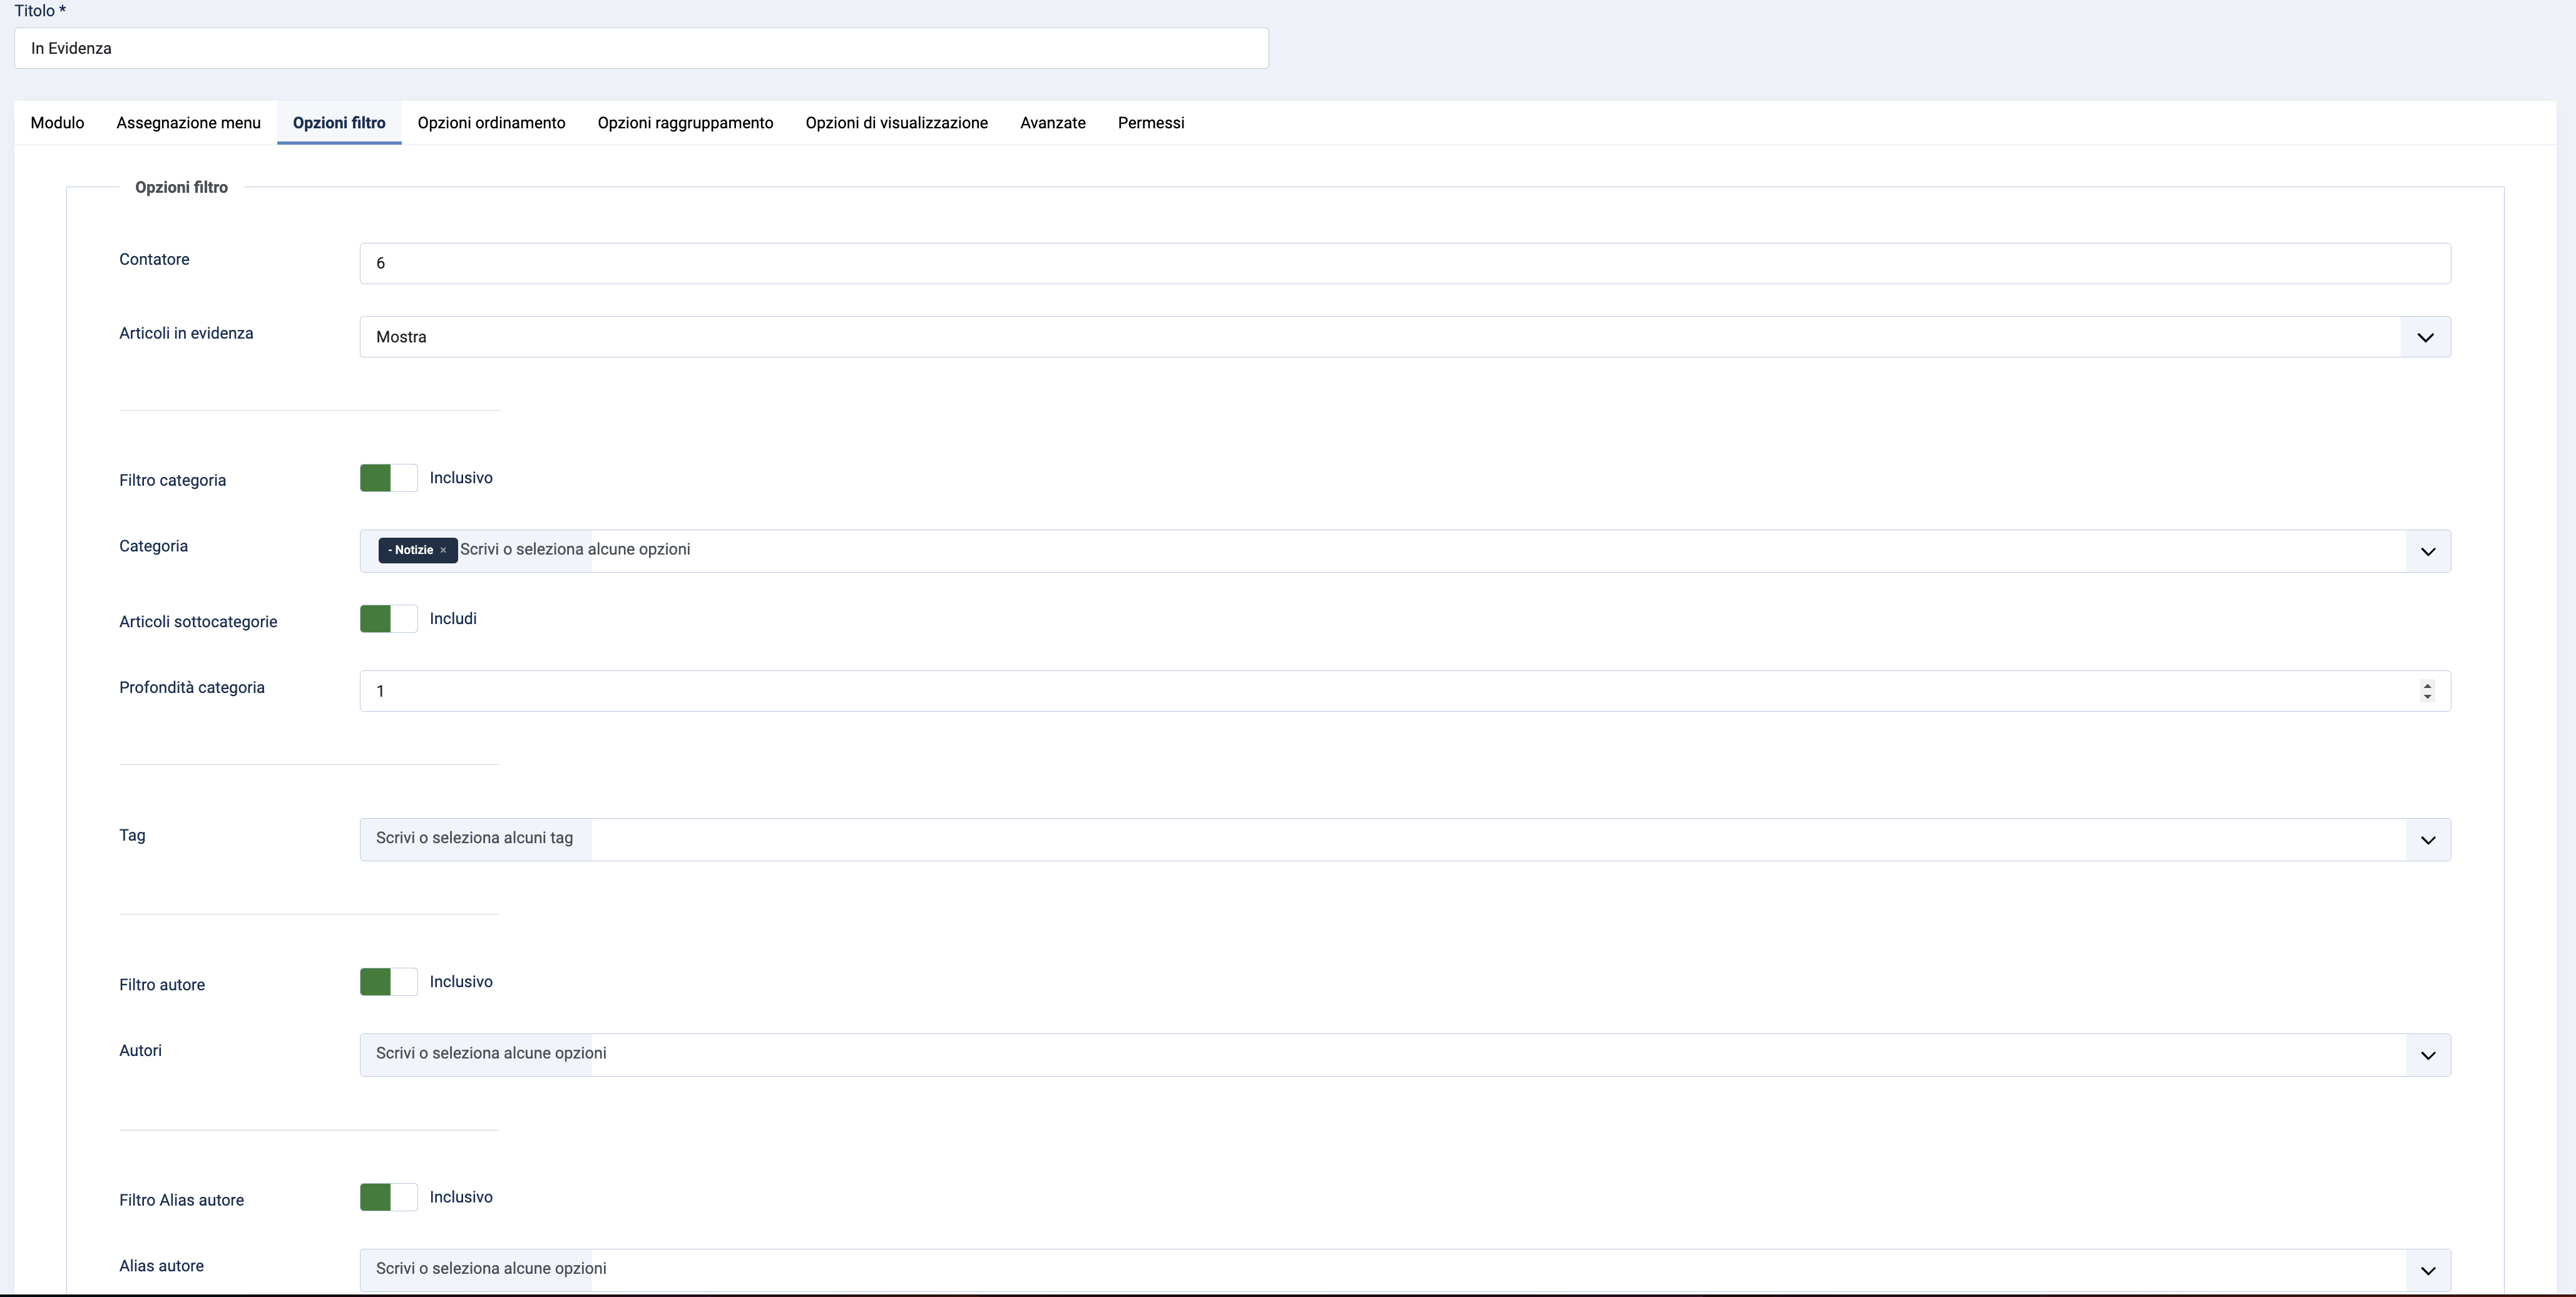 Titolo *
In Evidenza
Modulo Assegnazione menu Opzioni filtro Opzioni ordinamento Opzioni raggruppamento Opzioni di visualizzazione Avanzate Permessi
Opzioni filtro
Contatore 6
Articoli in evidenza Mostra
Filtro categoria Inclusivo
Categoria - Notizie × Scrivi o seleziona alcune opzioni
Articoli sottocategorie Includi
Profondità categoria 1
Tag Scrivi o seleziona alcuni tag
Filtro autore Inclusivo
Autori Scrivi o seleziona alcune opzioni
Filtro Alias autore Inclusivo
Alias autore Scrivi o seleziona alcune opzioni